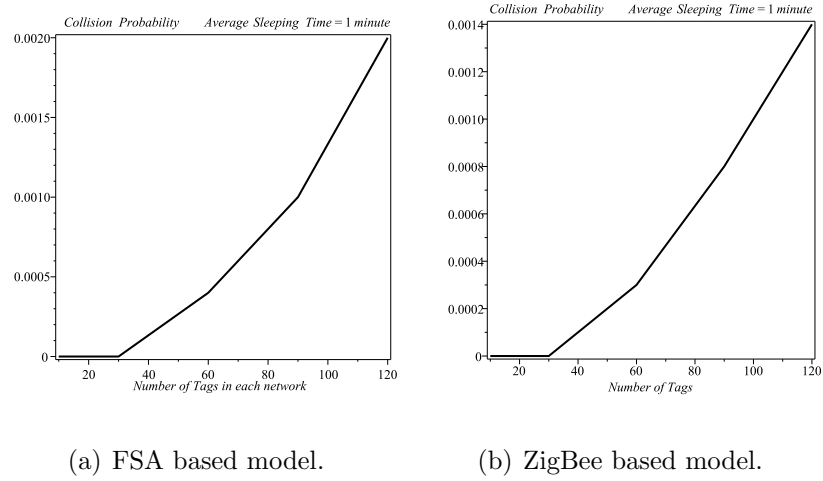 Collision Probability Average Sleeping Time = 1 minute
0.0020
0.0015
0.0010
0.0005
0
20 40 60 80 100 120
Number of Tags in each network
(a) FSA based model.
Collision Probability Average Sleeping Time = 1 minute
0.0014
0.0012
0.0010
0.0008
0.0006
0.0004
0.0002
0
20 40 60 80 100 120
Number of Tags
(b) ZigBee based model.